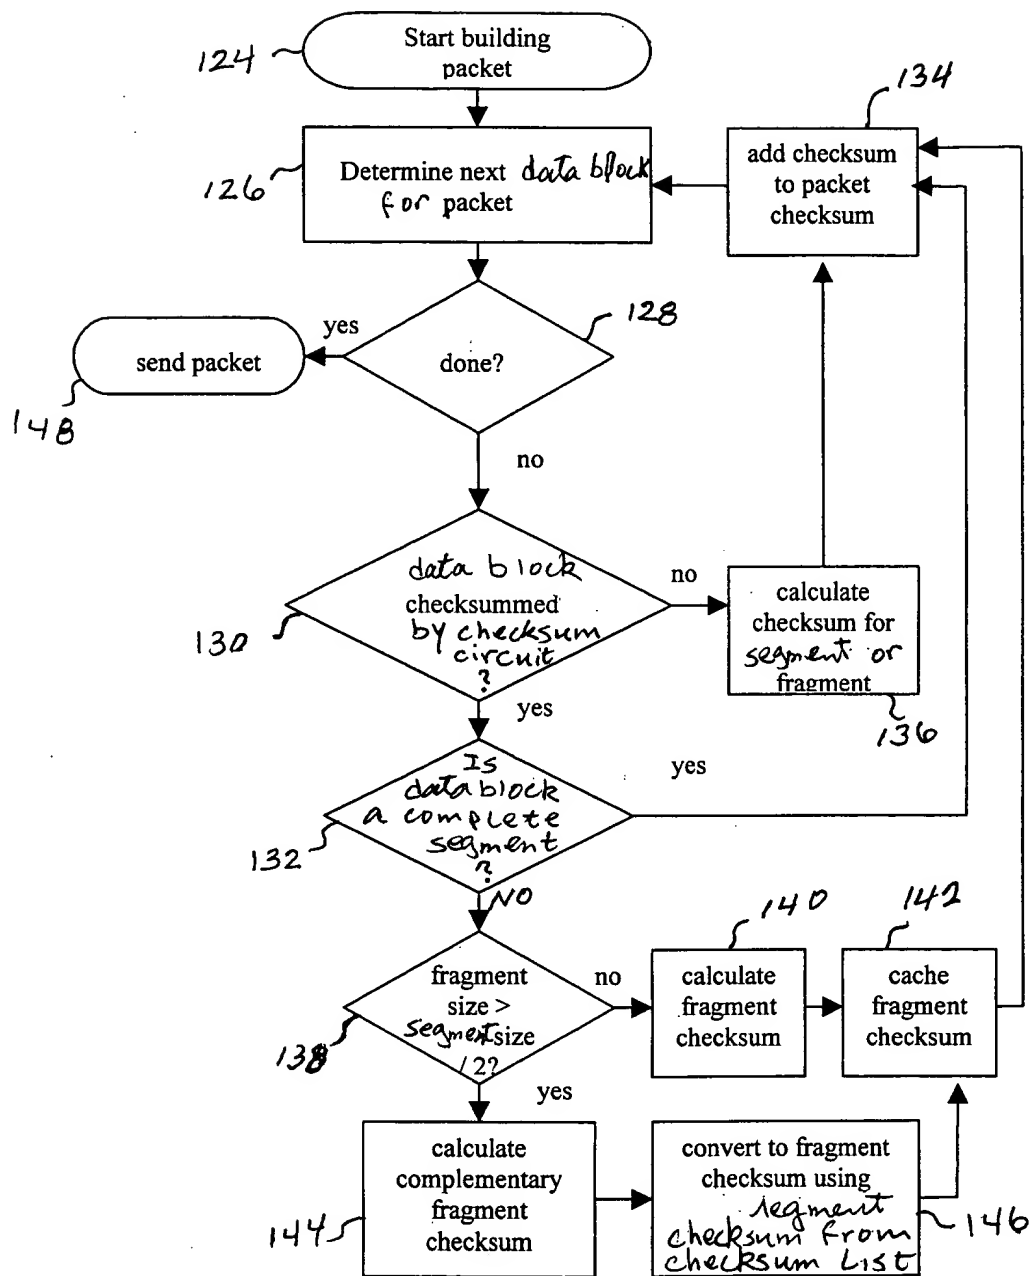 124
Start building
packet
134
126
Determine next data block
for packet
add checksum
to packet
checksum
128
yes
send packet
done?
148
no
130
data block
checksummed
by checksum
circuit
?
no
calculate
checksum for
segment or
fragment
136
yes
132
Is
data block
a complete
segment
?
yes
NO
140
142
138
fragment
size >
segment size
/ 2?
no
calculate
fragment
checksum
cache
fragment
checksum
yes
144
calculate
complementary
fragment
checksum
convert to fragment
checksum using
segment
checksum from
checksum List
146